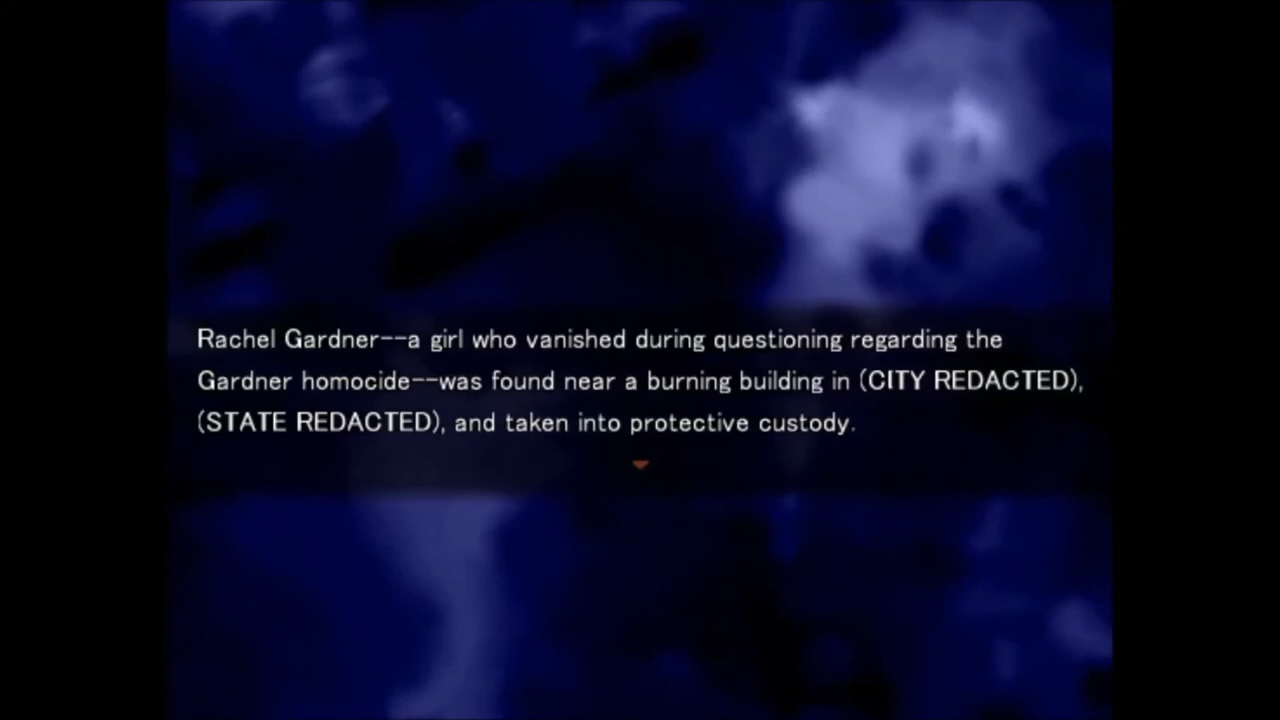 Rachel Gardner--a girl who vanished during questioning regarding the
Gardner homocide--was found near a burning building in (CITY REDACTED),
(STATE REDACTED), and taken into protective custody.